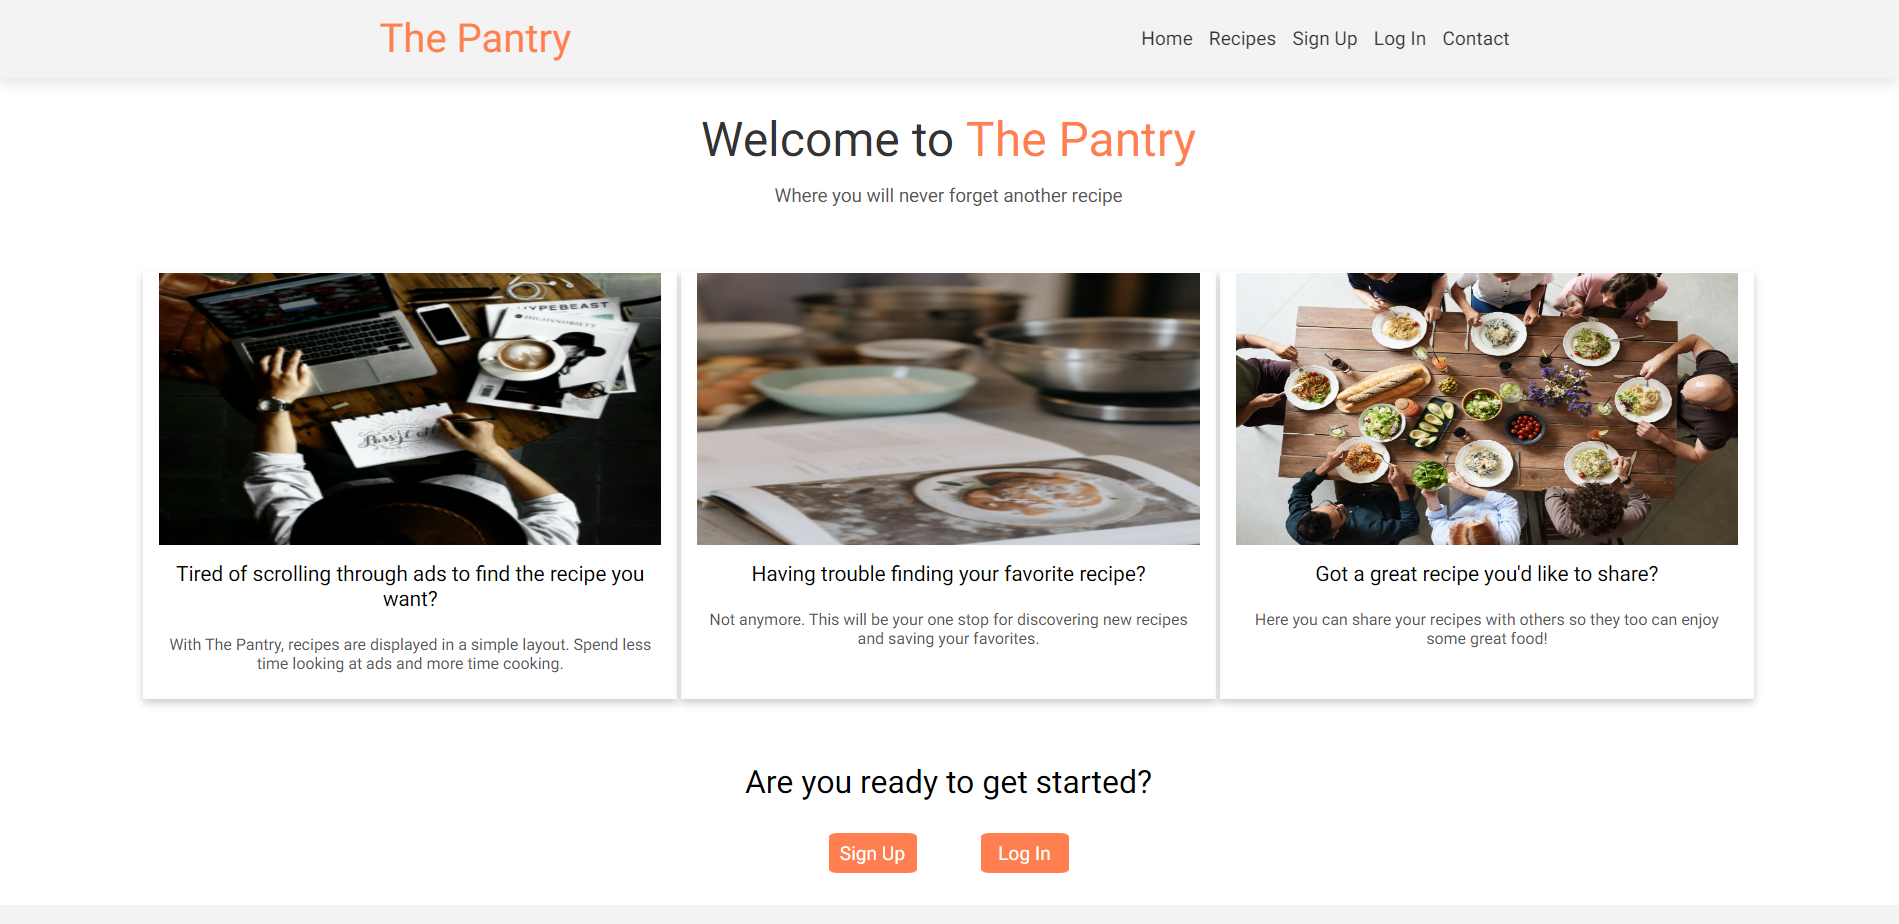 The Pantry
Home Recipes Sign Up Log In Contact
Welcome to The Pantry
Where you will never forget another recipe
HYPEBEAST
HIGHSNOBIETY
Tired of scrolling through ads to find the recipe you
want?
With The Pantry, recipes are displayed in a simple layout. Spend less
time looking at ads and more time cooking.
Having trouble finding your favorite recipe?
Not anymore. This will be your one stop for discovering new recipes
and saving your favorites.
Got a great recipe you'd like to share?
Here you can share your recipes with others so they too can enjoy
some great food!
Are you ready to get started?
Sign Up
Log In